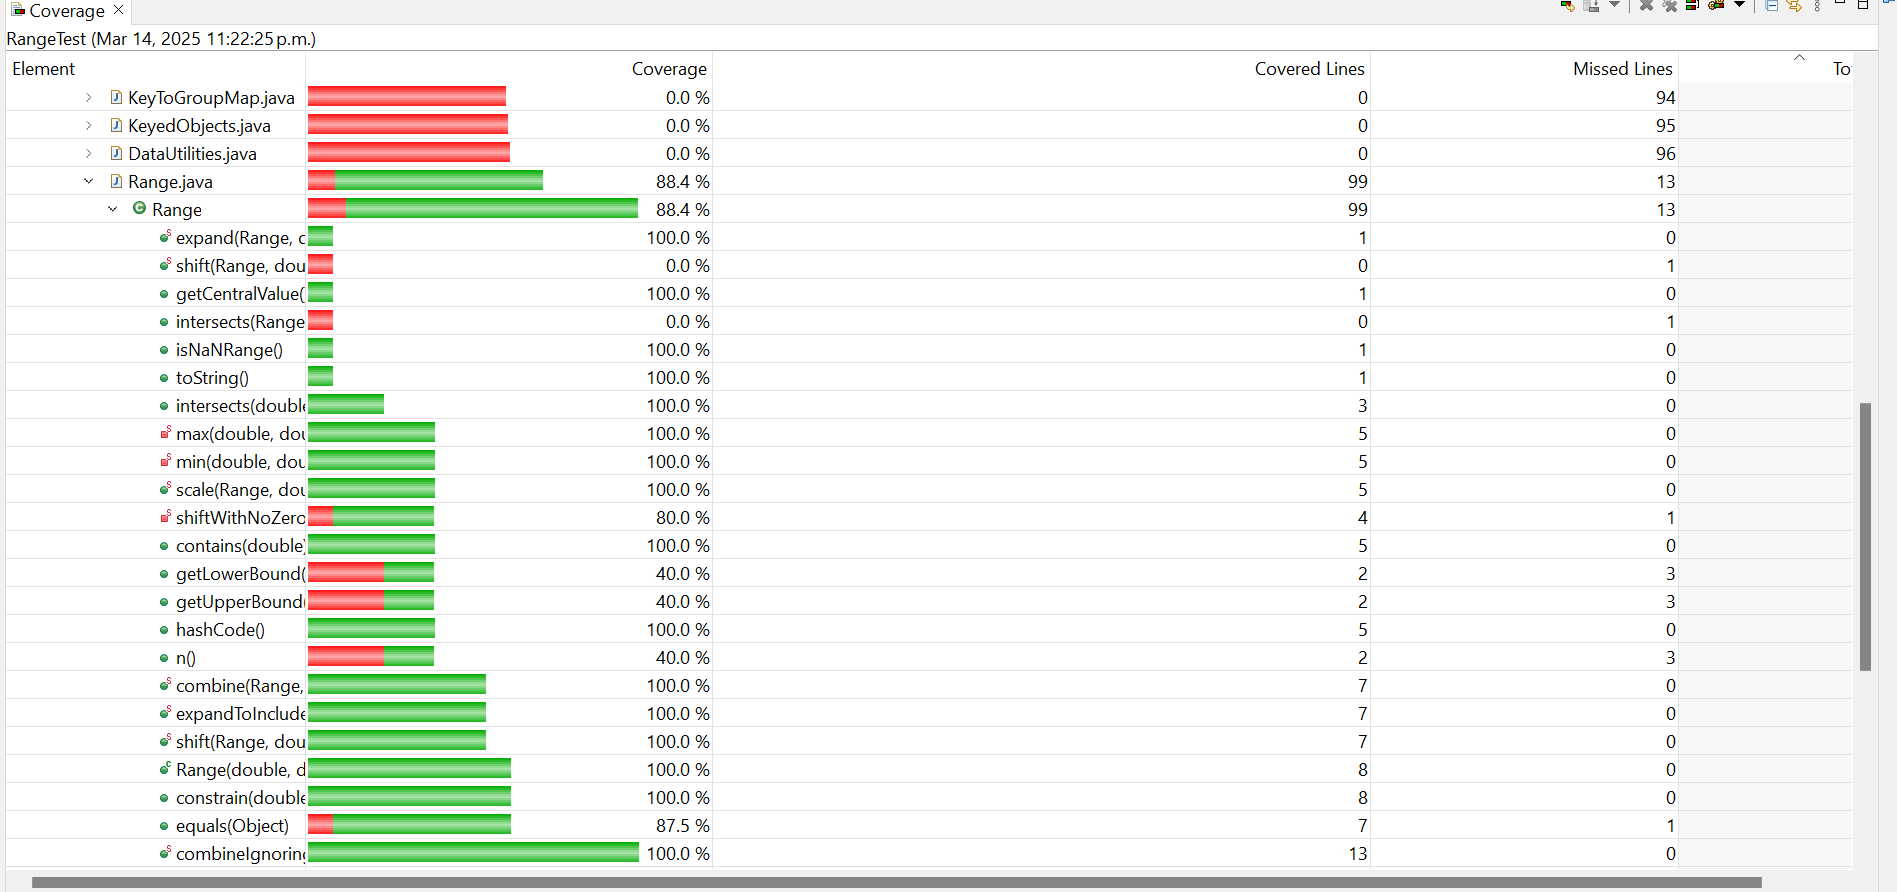 Coverage
RangeTest (Mar 14, 2025 11:22:25 p.m.)
Element Coverage Covered Lines Missed Lines To
KeyToGroupMap.java 0.0 % 0 94
KeyedObjects.java 0.0 % 0 95
DataUtilities.java 0.0 % 0 96
Range.java 88.4 % 99 13
Range 88.4 % 99 13
expand(Range, c 100.0 % 1 0
shift(Range, dou 0.0 % 0 1
getCentralValue( 100.0 % 1 0
intersects(Range 0.0 % 0 1
isNaNRange() 100.0 % 1 0
toString() 100.0 % 1 0
intersects(double 100.0 % 3 0
max(double, dou 100.0 % 5 0
min(double, dou 100.0 % 5 0
scale(Range, dou 100.0 % 5 0
shiftWithNoZero 80.0 % 4 1
contains(double) 100.0 % 5 0
getLowerBound( 40.0 % 2 3
getUpperBound( 40.0 % 2 3
hashCode() 100.0 % 5 0
n() 40.0 % 2 3
combine(Range, 100.0 % 7 0
expandToInclude 100.0 % 7 0
shift(Range, dou 100.0 % 7 0
Range(double, d 100.0 % 8 0
constrain(double 100.0 % 8 0
equals(Object) 87.5 % 7 1
combineIgnoring 100.0 % 13 0